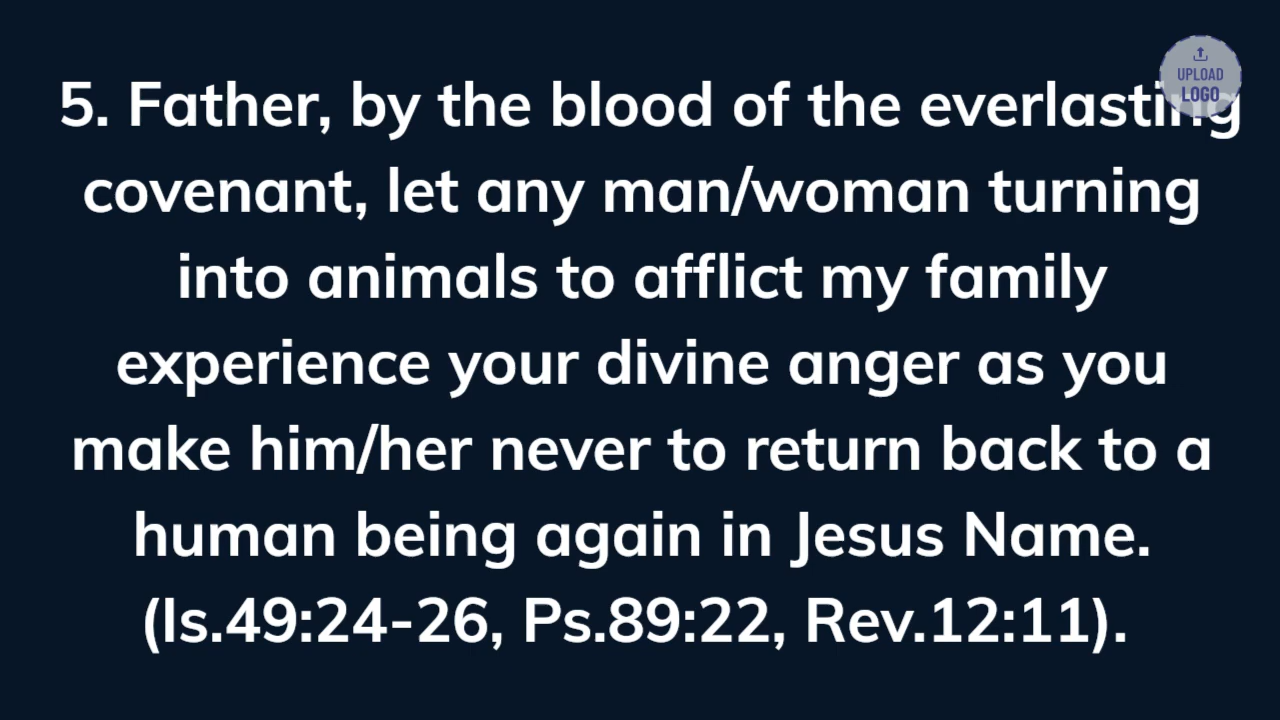 5. Father, by the blood of the everlasting
covenant, let any man/woman turning
into animals to afflict my family
experience your divine anger as you
make him/her never to return back to a
human being again in Jesus Name.
(Is.49:24-26, Ps.89:22, Rev.12:11).
UPLOAD
LOGO